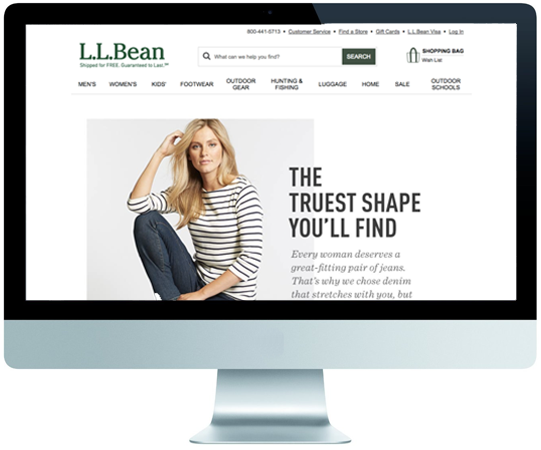 800-441-5713 • Customer Service • Find a Store • Gift Cards • L.L.Bean Visa • Log In
L.L.Bean
Shipped for FREE. Guaranteed to Last.™
What can we help you find?
SEARCH
SHOPPING BAG
Wish List
MEN'S WOMEN'S KIDS' FOOTWEAR OUTDOOR GEAR HUNTING & FISHING LUGGAGE HOME SALE OUTDOOR SCHOOLS
THE
TRUEST SHAPE
YOU'LL FIND
Every woman deserves a
great-fitting pair of jeans.
That's why we chose denim
that stretches with you, but